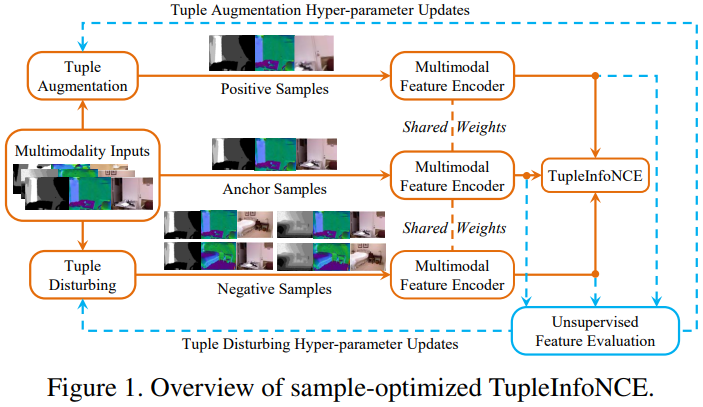 Tuple Augmentation Hyper-parameter Updates
Tuple
Augmentation
Positive Samples
Multimodal
Feature Encoder
Shared Weights
Multimodality Inputs
Anchor Samples
Multimodal
Feature Encoder
TupleInfoNCE
Shared Weights
Tuple
Disturbing
Negative Samples
Multimodal
Feature Encoder
Unsupervised
Feature Evaluation
Tuple Disturbing Hyper-parameter Updates
Figure 1. Overview of sample-optimized TupleInfoNCE.